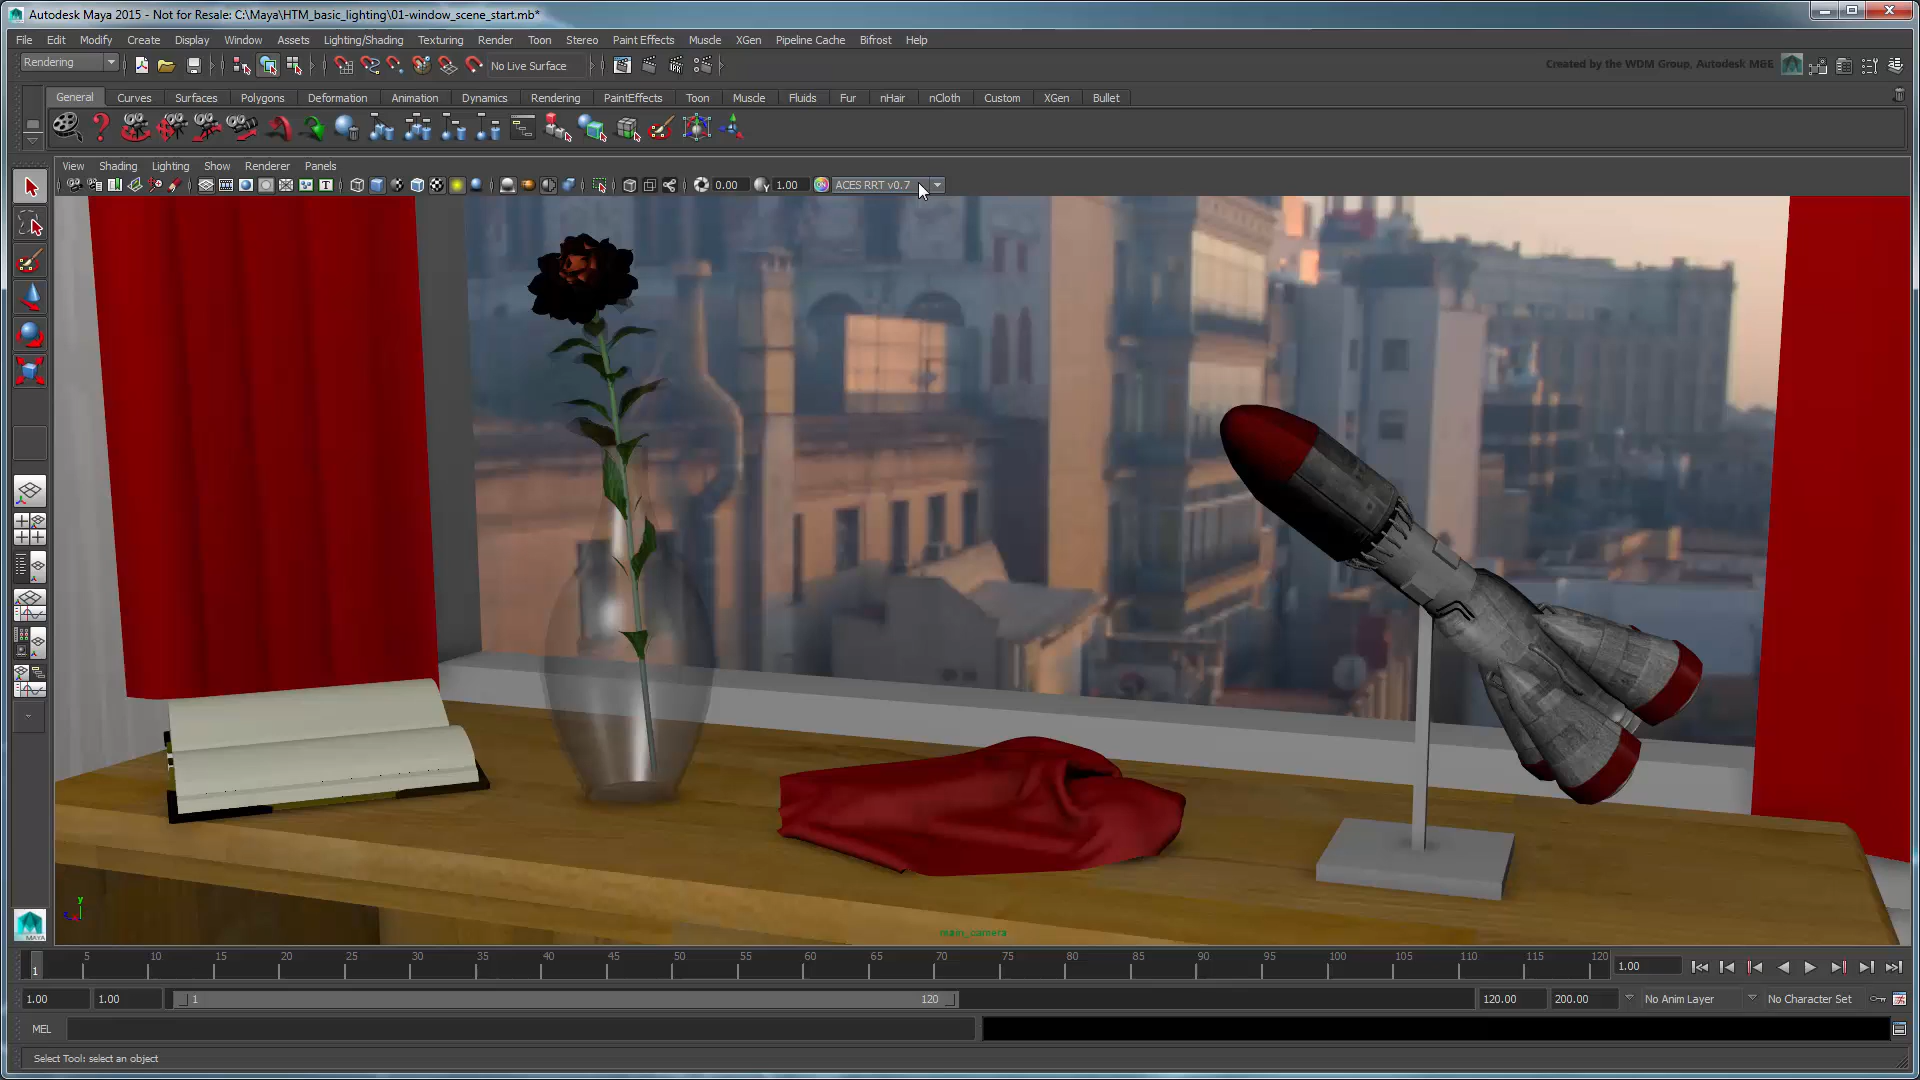 Autodesk Maya 2015 - Not for Resale: C:\Maya\HTM_basic_lighting\01-window_scene_start.mb*
File Edit Modify Create Display Window Assets Lighting/Shading Texturing Render Toon Stereo Paint Effects Muscle XGen Pipeline Cache Bifrost Help
Rendering No Live Surface Created by the WDM Group, Autodesk M&E
General Curves Surfaces Polygons Deformation Animation Dynamics Rendering PaintEffects Toon Muscle Fluids Fur nHair nCloth Custom XGen Bullet
View Shading Lighting Show Renderer Panels
0.00 1.00 ACES RRT v0.7
y
main_camera
MAYA
1 5 10 15 20 25 30 35 40 45 50 55 60 65 70 75 80 85 90 95 100 105 110 115 120 1.00
1.00 1.00 1 120 120.00 200.00 No Anim Layer No Character Set
MEL
Select Tool: select an object